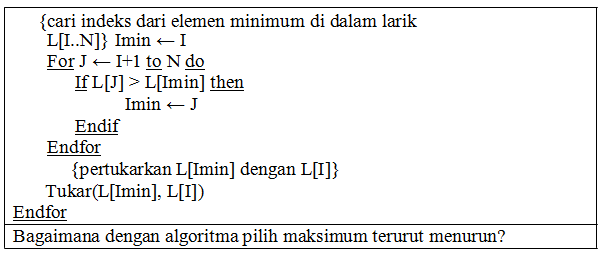 {cari indeks dari elemen minimum di dalam larik
L[I..N]} Imin ← I
For J ← I+1 to N do
If L[J] > L[Imin] then
Imin ← J
Endif
Endfor
{pertukarkan L[Imin] dengan L[I]}
Tukar(L[Imin], L[I])
Endfor
Bagaimana dengan algoritma pilih maksimum terurut menurun?